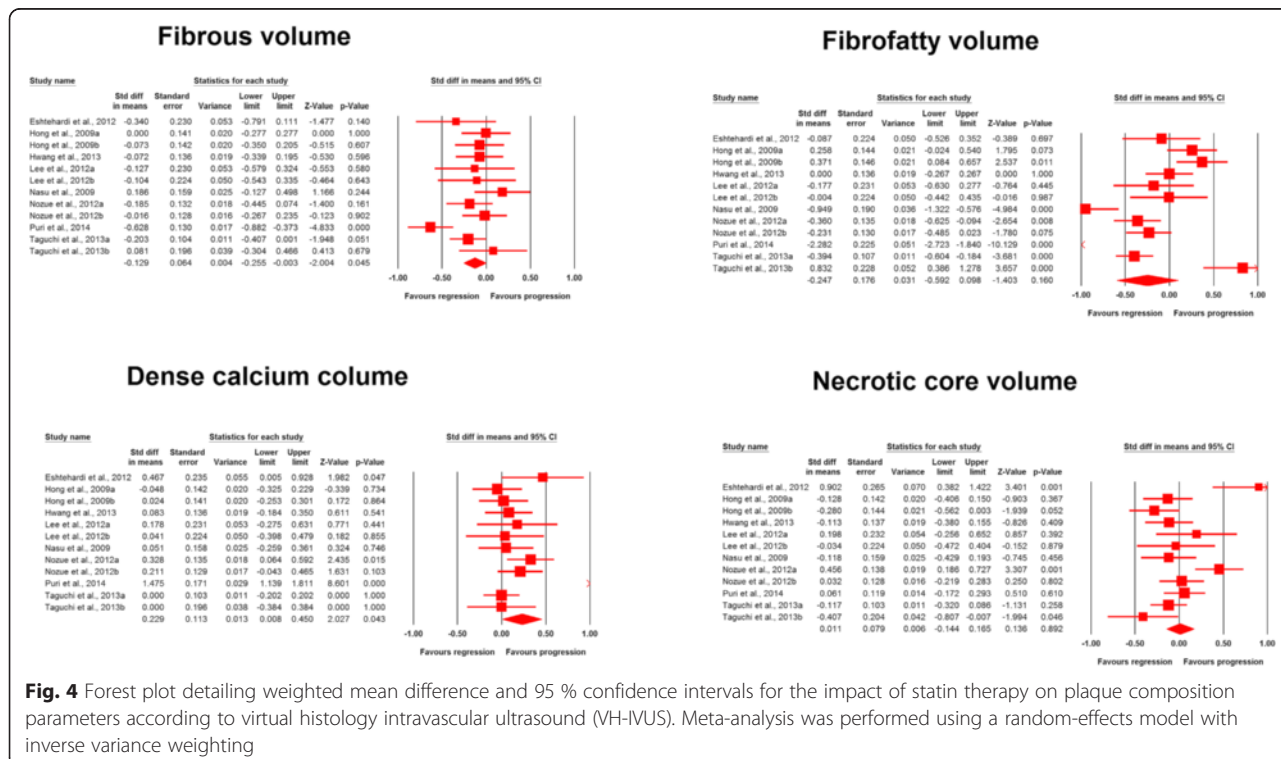 Fibrous volume
Study name Statistics for each study Std diff in means and 95% CI
Std diff in means Standard error Variance Lower limit Upper limit Z-Value p-Value
Eshtehardi et al., 2012 -0.340 0.230 0.053 -0.791 0.111 -1.477 0.140
Hong et al., 2009a 0.000 0.141 0.020 -0.277 0.277 0.000 1.000
Hong et al., 2009b -0.073 0.142 0.020 -0.350 0.205 -0.515 0.607
Hwang et al., 2013 -0.072 0.136 0.019 -0.339 0.195 -0.530 0.596
Lee et al., 2012a -0.127 0.230 0.053 -0.579 0.324 -0.553 0.580
Lee et al., 2012b -0.104 0.224 0.050 -0.543 0.335 -0.464 0.643
Nasu et al., 2009 0.186 0.159 0.025 -0.127 0.498 1.166 0.244
Nozue et al., 2012a -0.185 0.132 0.018 -0.445 0.074 -1.400 0.161
Nozue et al., 2012b -0.016 0.128 0.016 -0.267 0.235 -0.123 0.902
Puri et al., 2014 -0.628 0.130 0.017 -0.882 -0.373 -4.833 0.000
Taguchi et al., 2013a -0.203 0.104 0.011 -0.407 0.001 -1.948 0.051
Taguchi et al., 2013b 0.081 0.196 0.039 -0.304 0.466 0.413 0.679
-0.129 0.064 0.004 -0.255 -0.003 -2.004 0.045
-1.00 -0.50 0.00 0.50 1.00
Favours regression Favours progression
Fibrofatty volume
Study name Statistics for each study Std diff in means and 95% CI
Std diff in means Standard error Variance Lower limit Upper limit Z-Value p-Value
Eshtehardi et al., 2012 -0.087 0.224 0.050 -0.526 0.352 -0.389 0.697
Hong et al., 2009a 0.258 0.144 0.021 -0.024 0.540 1.795 0.073
Hong et al., 2009b 0.371 0.146 0.021 0.084 0.657 2.537 0.011
Hwang et al., 2013 0.000 0.136 0.019 -0.267 0.267 0.000 1.000
Lee et al., 2012a -0.177 0.231 0.053 -0.630 0.277 -0.764 0.445
Lee et al., 2012b -0.004 0.224 0.050 -0.442 0.435 -0.016 0.987
Nasu et al., 2009 -0.949 0.190 0.036 -1.322 -0.576 -4.984 0.000
Nozue et al., 2012a -0.360 0.135 0.018 -0.625 -0.094 -2.654 0.008
Nozue et al., 2012b -0.231 0.130 0.017 -0.485 0.023 -1.780 0.075
Puri et al., 2014 -2.282 0.225 0.051 -2.723 -1.840 -10.129 0.000
Taguchi et al., 2013a -0.394 0.107 0.011 -0.604 -0.184 -3.681 0.000
Taguchi et al., 2013b 0.832 0.228 0.052 0.386 1.278 3.657 0.000
-0.247 0.176 0.031 -0.592 0.098 -1.403 0.160
-1.00 -0.50 0.00 0.50 1.00
Favours regression Favours progression
Dense calcium colume
Study name Statistics for each study Std diff in means and 95% CI
Std diff in means Standard error Variance Lower limit Upper limit Z-Value p-Value
Eshtehardi et al., 2012 0.467 0.235 0.055 0.005 0.928 1.982 0.047
Hong et al., 2009a -0.048 0.142 0.020 -0.325 0.229 -0.339 0.734
Hong et al., 2009b 0.024 0.141 0.020 -0.253 0.301 0.172 0.864
Hwang et al., 2013 0.083 0.136 0.019 -0.184 0.350 0.611 0.541
Lee et al., 2012a 0.178 0.231 0.053 -0.275 0.631 0.771 0.441
Lee et al., 2012b 0.041 0.224 0.050 -0.398 0.479 0.182 0.855
Nasu et al., 2009 0.051 0.158 0.025 -0.259 0.361 0.324 0.746
Nozue et al., 2012a 0.328 0.135 0.018 0.064 0.592 2.435 0.015
Nozue et al., 2012b 0.211 0.129 0.017 -0.043 0.465 1.631 0.103
Puri et al., 2014 1.475 0.171 0.029 1.139 1.811 8.601 0.000
Taguchi et al., 2013a 0.000 0.103 0.011 -0.202 0.202 0.000 1.000
Taguchi et al., 2013b 0.000 0.196 0.038 -0.384 0.384 0.000 1.000
0.229 0.113 0.013 0.008 0.450 2.027 0.043
-1.00 -0.50 0.00 0.50 1.00
Favours regression Favours progression
Necrotic core volume
Study name Statistics for each study Std diff in means and 95% CI
Std diff in means Standard error Variance Lower limit Upper limit Z-Value p-Value
Eshtehardi et al., 2012 0.902 0.265 0.070 0.382 1.422 3.401 0.001
Hong et al., 2009a -0.128 0.142 0.020 -0.406 0.150 -0.903 0.367
Hong et al., 2009b -0.280 0.144 0.021 -0.562 0.003 -1.939 0.052
Hwang et al., 2013 -0.113 0.137 0.019 -0.380 0.155 -0.826 0.409
Lee et al., 2012a 0.198 0.232 0.054 -0.256 0.652 0.857 0.392
Lee et al., 2012b -0.034 0.224 0.050 -0.472 0.404 -0.152 0.879
Nasu et al., 2009 -0.118 0.159 0.025 -0.429 0.193 -0.745 0.456
Nozue et al., 2012a 0.456 0.138 0.019 0.186 0.727 3.307 0.001
Nozue et al., 2012b 0.032 0.128 0.016 -0.219 0.283 0.250 0.802
Puri et al., 2014 0.061 0.119 0.014 -0.172 0.293 0.510 0.610
Taguchi et al., 2013a -0.117 0.103 0.011 -0.320 0.086 -1.131 0.258
Taguchi et al., 2013b -0.407 0.204 0.042 -0.807 -0.007 -1.994 0.046
0.011 0.079 0.006 -0.144 0.165 0.136 0.892
-1.00 -0.50 0.00 0.50 1.00
Favours regression Favours progression
Fig. 4 Forest plot detailing weighted mean difference and 95 % confidence intervals for the impact of statin therapy on plaque composition
parameters according to virtual histology intravascular ultrasound (VH-IVUS). Meta-analysis was performed using a random-effects model with
inverse variance weighting